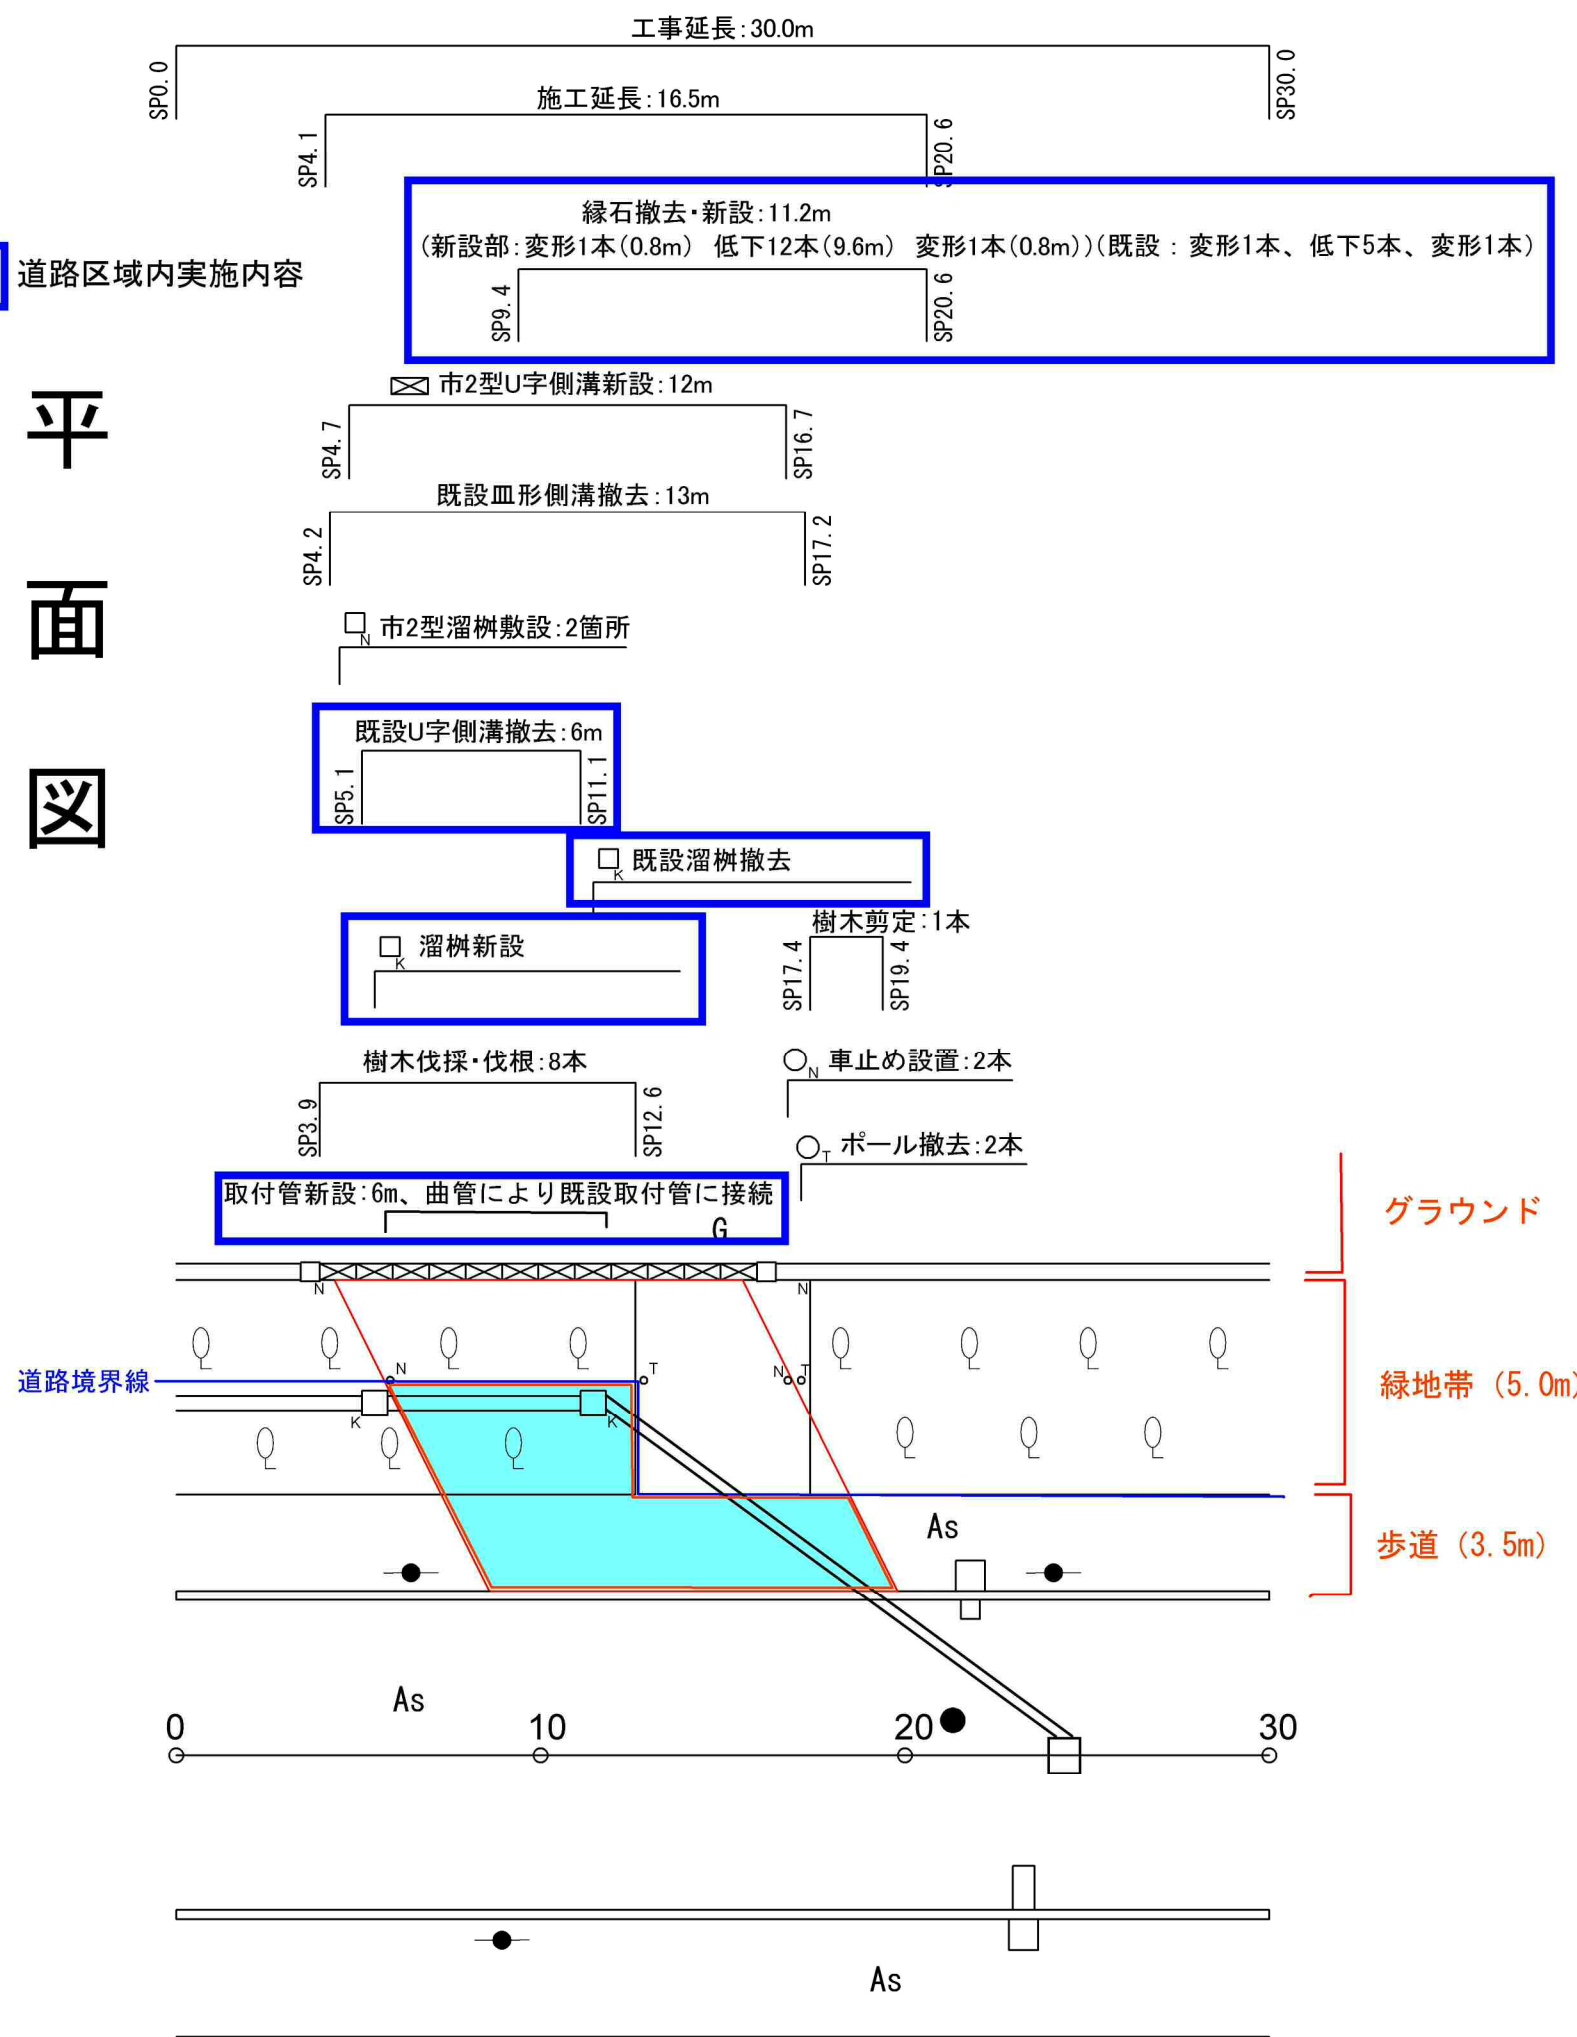 工事延長:30.0m
SP0.0
SP30.0
施工延長:16.5m
SP4.1
SP20.6
縁石撤去・新設:11.2m
(新設部:変形1本(0.8m) 低下12本(9.6m) 変形1本(0.8m))(既設:変形1本、低下5本、変形1本)
SP9.4
SP20.6
道路区域内実施内容
平面図
市2型U字側溝新設:12m
SP4.7
SP16.7
既設皿形側溝撤去:13m
SP4.2
SP17.2
N 市2型溜桝敷設:2箇所
既設U字側溝撤去:6m
SP5.1
SP11.1
K 既設溜桝撤去
K 溜桝新設
樹木剪定:1本
SP17.4
SP19.4
樹木伐採・伐根:8本
SP3.9
SP12.6
N 車止め設置:2本
T ポール撤去:2本
取付管新設:6m、曲管により既設取付管に接続
G
グラウンド
N
N
N
T
N
T
道路境界線
緑地帯(5.0m)
K
K
As
歩道(3.5m)
As
0
10
20
30
As